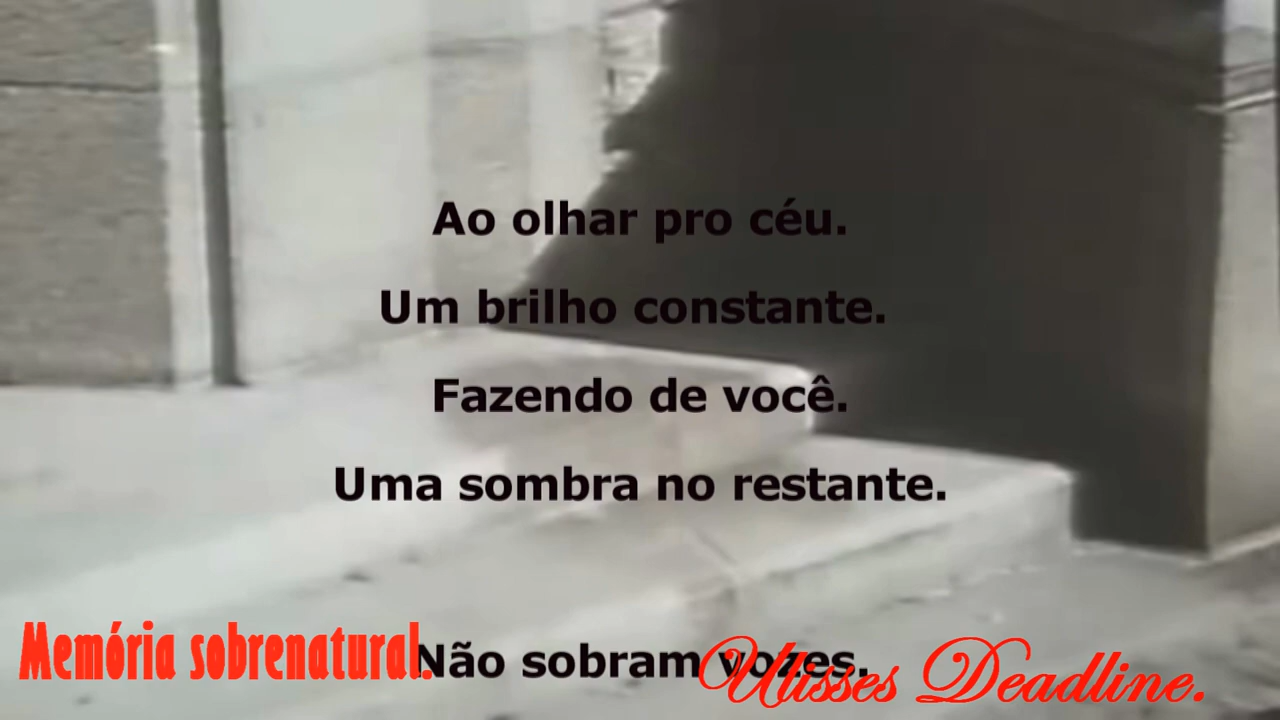 Ao olhar pro céu.
Um brilho constante.
Fazendo de você.
Uma sombra no restante.
Não sobram vozes.
Memória sobrenatural.
Ulisses Deadline.